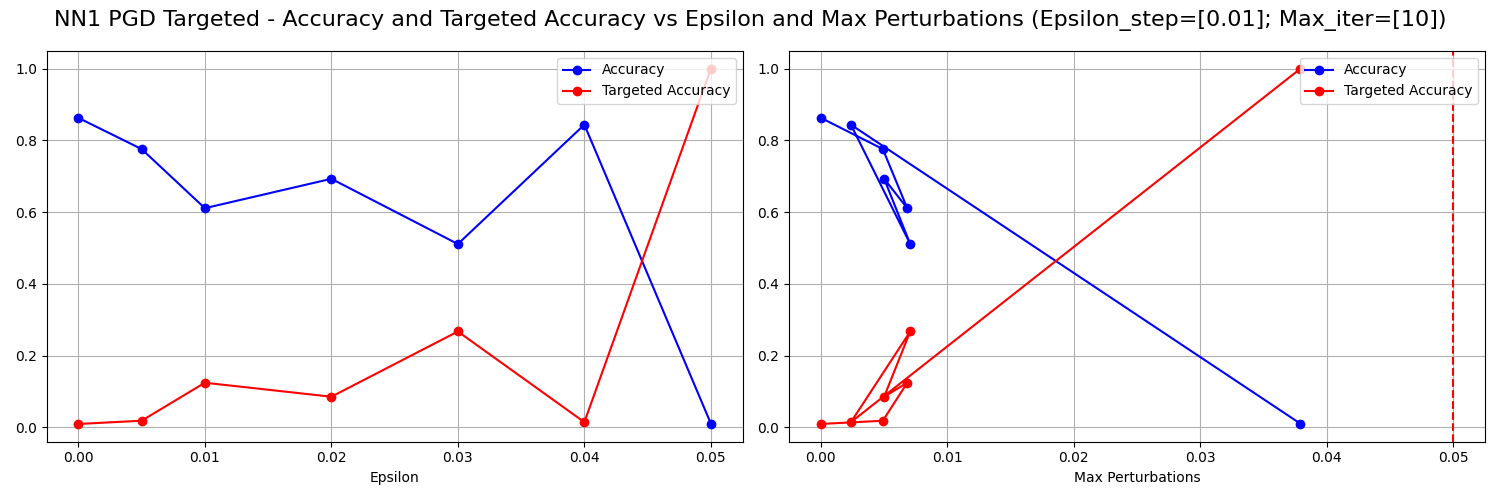 NN1 PGD Targeted - Accuracy and Targeted Accuracy vs Epsilon and Max Perturbations (Epsilon_step=[0.01]; Max_iter=[10])
1.0
0.8
0.6
0.4
0.2
0.0
Accuracy
Targeted Accuracy
0.00 0.01 0.02 0.03 0.04 0.05
Epsilon
1.0
0.8
0.6
0.4
0.2
0.0
Accuracy
Targeted Accuracy
0.00 0.01 0.02 0.03 0.04 0.05
Max Perturbations